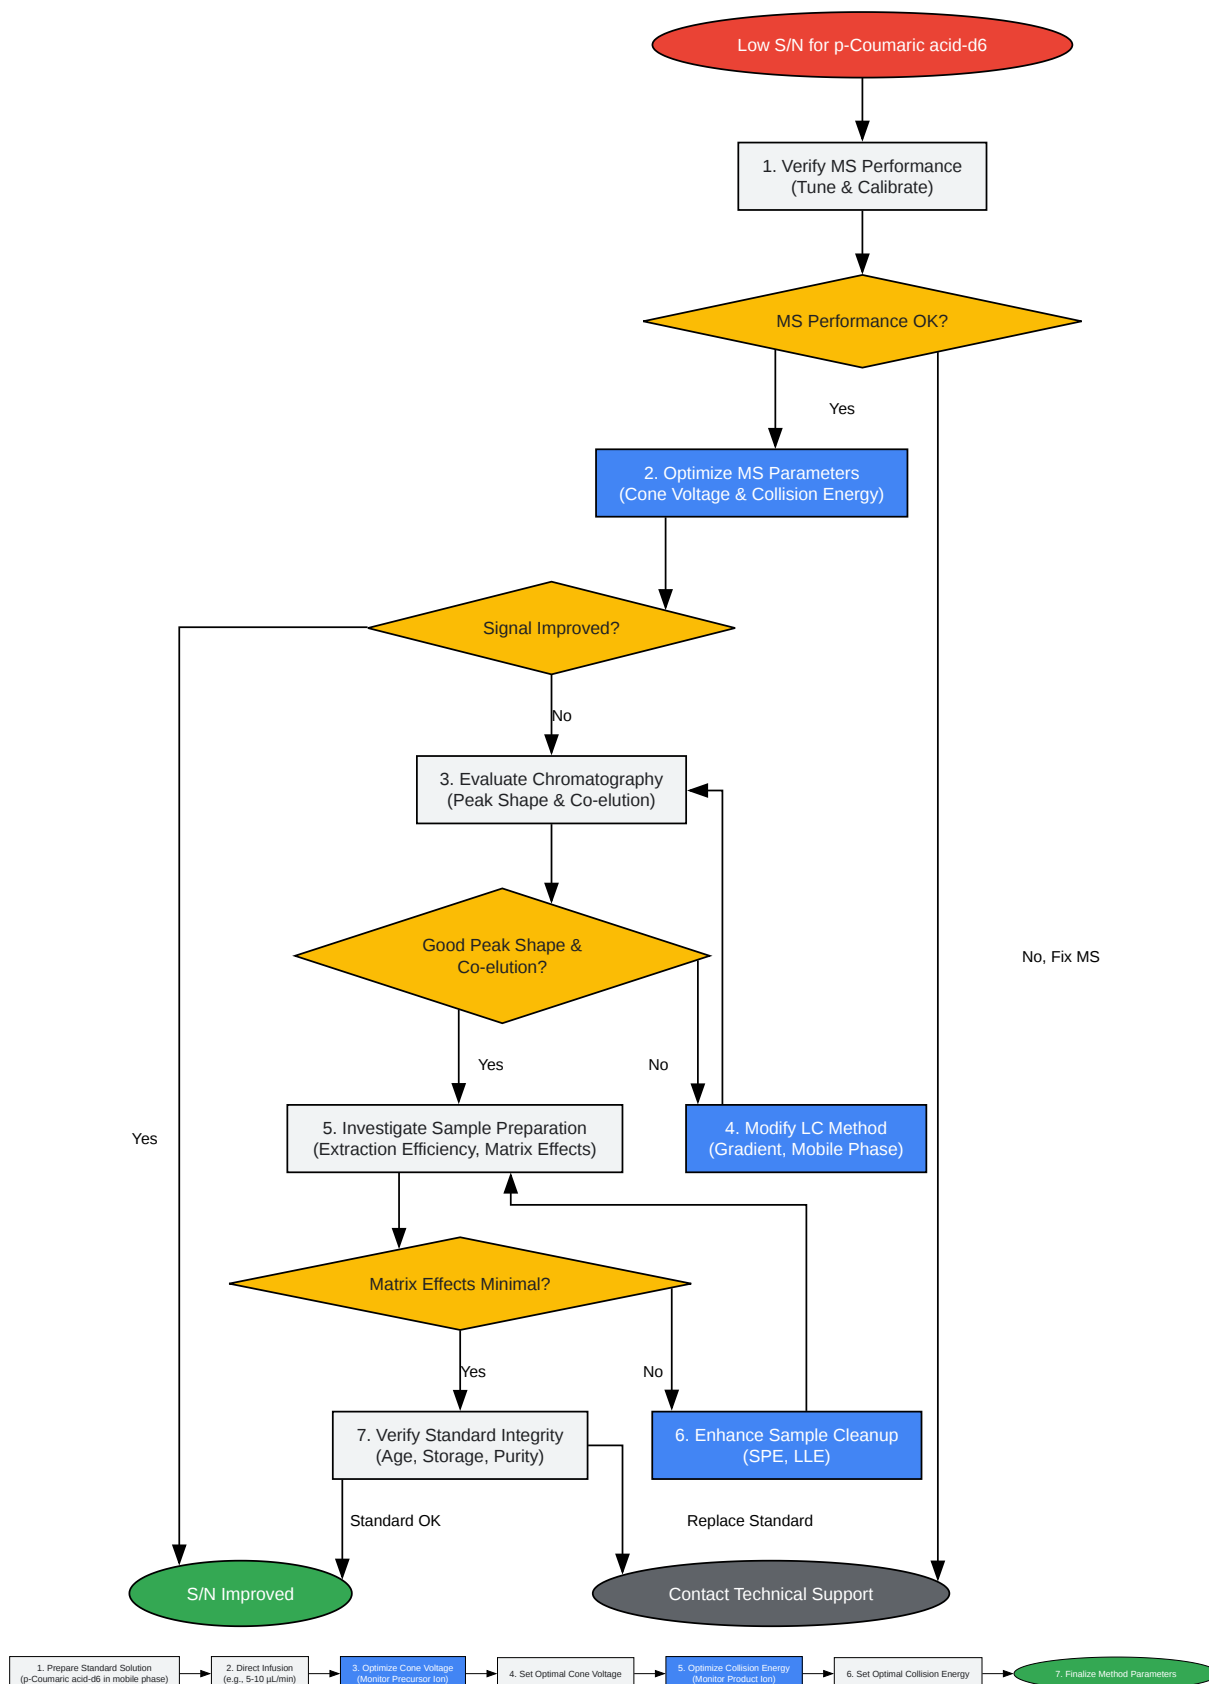 Low S/N for p-Coumaric acid-d6
1. Verify MS Performance
(Tune & Calibrate)
MS Performance OK?
Yes
2. Optimize MS Parameters
(Cone Voltage & Collision Energy)
Signal Improved?
No
3. Evaluate Chromatography
(Peak Shape & Co-elution)
Good Peak Shape &
Co-elution?
No, Fix MS
Yes
No
5. Investigate Sample Preparation
(Extraction Efficiency, Matrix Effects)
4. Modify LC Method
(Gradient, Mobile Phase)
Yes
Matrix Effects Minimal?
Yes
No
7. Verify Standard Integrity
(Age, Storage, Purity)
6. Enhance Sample Cleanup
(SPE, LLE)
Standard OK
Replace Standard
S/N Improved
Contact Technical Support
1. Prepare Standard Solution
(p-Coumaric acid-d6 in mobile phase)
2. Direct Infusion
(e.g., 5-10 µL/min)
3. Optimize Cone Voltage
(Monitor Precursor Ion)
4. Set Optimal Cone Voltage
5. Optimize Collision Energy
(Monitor Product Ion)
6. Set Optimal Collision Energy
7. Finalize Method Parameters